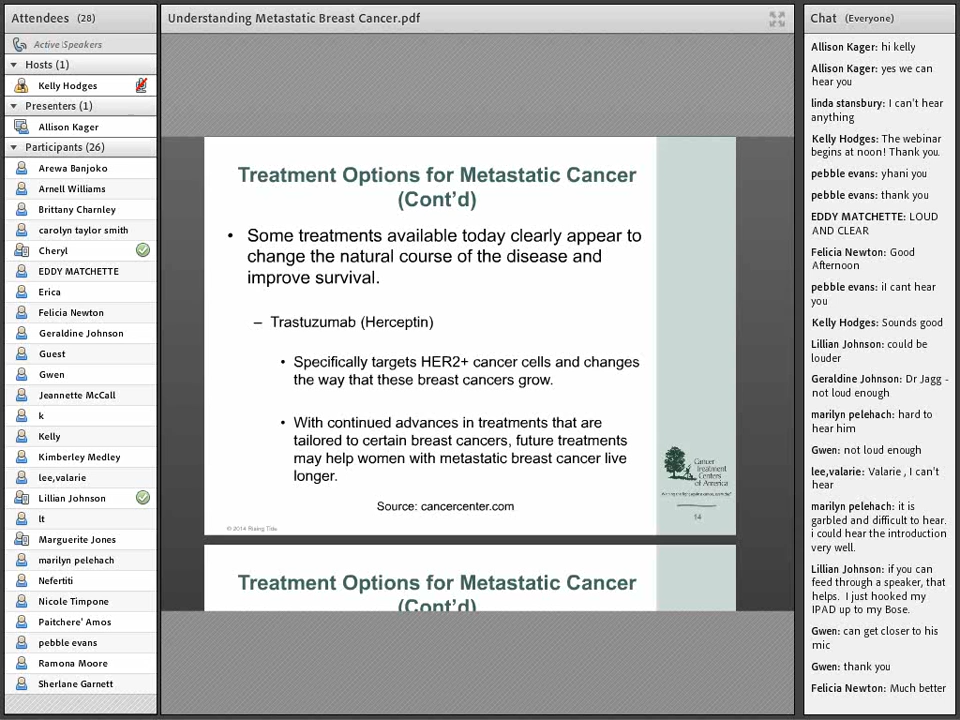 Attendees (28)
Active Speakers
Hosts (1)
Kelly Hodges
Presenters (1)
Allison Kager
Participants (26)
Arewa Banjoko
Arnell Williams
Brittany Charnley
carolyn taylor smith
Cheryl
EDDY MATCHETTE
Erica
Felicia Newton
Geraldine Johnson
Guest
Gwen
Jeannette McCall
k
Kelly
Kimberley Medley
lee,valarie
Lillian Johnson
lt
Marguerite Jones
marilyn pelehach
Nefertiti
Nicole Timpone
Paitchere' Amos
pebble evans
Ramona Moore
Sherlane Garnett
Understanding Metastatic Breast Cancer.pdf
Treatment Options for Metastatic Cancer
(Cont'd)
• Some treatments available today clearly appear to
change the natural course of the disease and
improve survival.
– Trastuzumab (Herceptin)
• Specifically targets HER2+ cancer cells and changes
the way that these breast cancers grow.
• With continued advances in treatments that are
tailored to certain breast cancers, future treatments
may help women with metastatic breast cancer live
longer.
Source: cancercenter.com
© 2014 Rising Tide
Cancer
Treatment
Centers
of America
14
Treatment Options for Metastatic Cancer
(Cont'd)
Chat (Everyone)
Allison Kager: hi kelly
Allison Kager: yes we can
hear you
linda stansbury: I can't hear
anything
Kelly Hodges: The webinar
begins at noon! Thank you.
pebble evans: yhani you
pebble evans: thank you
EDDY MATCHETTE: LOUD
AND CLEAR
Felicia Newton: Good
Afternoon
pebble evans: iI cant hear
you
Kelly Hodges: Sounds good
Lillian Johnson: could be
louder
Geraldine Johnson: Dr Jagg -
not loud enough
marilyn pelehach: hard to
hear him
Gwen: not loud enough
lee,valarie: Valarie , I can't
hear
marilyn pelehach: it is
garbled and difficult to hear.
i could hear the introduction
very well.
Lillian Johnson: if you can
feed through a speaker, that
helps. I just hooked my
IPAD up to my Bose.
Gwen: can get closer to his
mic
Gwen: thank you
Felicia Newton: Much better